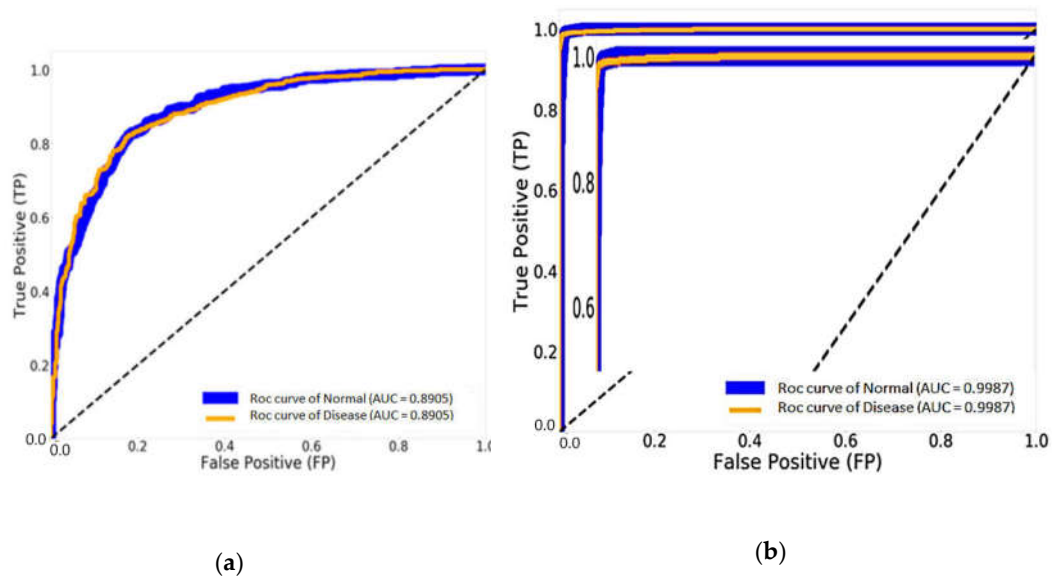 1.0
0.8
0.6
0.4
0.2
0.0
True Positive (TP)
0.0 0.2 0.4 0.6 0.8 1.0
False Positive (FP)
Roc curve of Normal (AUC = 0.8905)
Roc curve of Disease (AUC = 0.8905)
(a)
1.0
0.8
0.6
0.4
0.2
0.0
True Positive (TP)
1.0
0.8
0.6
0.0 0.2 0.4 0.6 0.8 1.0
False Positive (FP)
Roc curve of Normal (AUC = 0.9987)
Roc curve of Disease (AUC = 0.9987)
(b)